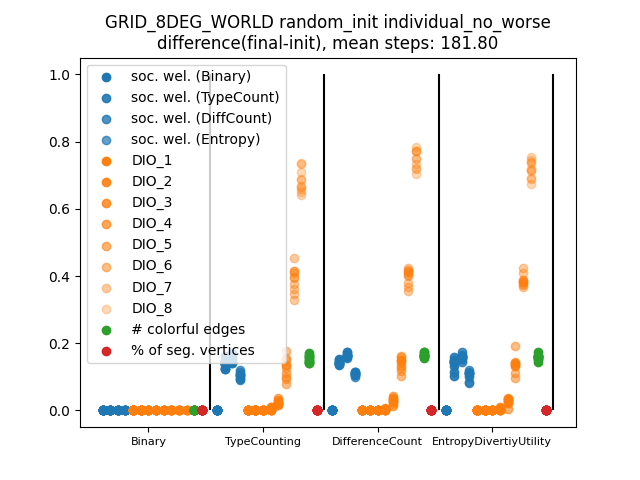 GRID_8DEG_WORLD random_init individual_no_worse
difference(final-init), mean steps: 181.80
1.0
0.8
0.6
0.4
0.2
0.0
soc. wel. (Binary)
soc. wel. (TypeCount)
soc. wel. (DiffCount)
soc. wel. (Entropy)
DIO_1
DIO_2
DIO_3
DIO_4
DIO_5
DIO_6
DIO_7
DIO_8
# colorful edges
% of seg. vertices
Binary
TypeCounting
DifferenceCount
EntropyDivertiyUtility